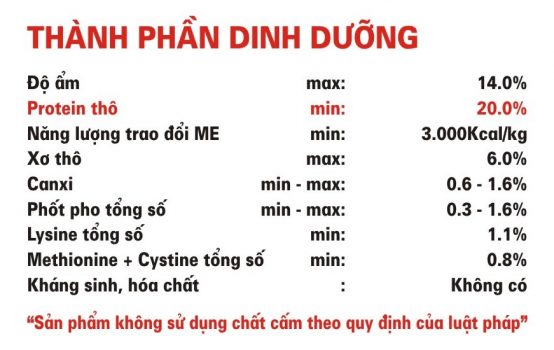 THÀNH PHẦN DINH DƯỠNG
Độ ẩm max: 14.0%
Protein thô min: 20.0%
Năng lượng trao đổi ME min: 3.000Kcal/kg
Xơ thô max: 6.0%
Canxi min - max: 0.6 - 1.6%
Phốt pho tổng số min - max: 0.3 - 1.6%
Lysine tổng số min: 1.1%
Methionine + Cystine tổng số min: 0.8%
Kháng sinh, hóa chất : Không có
“Sản phẩm không sử dụng chất cấm theo quy định của luật pháp”